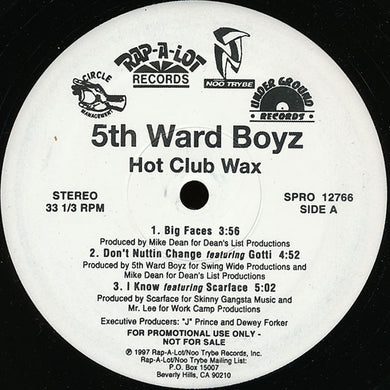 CIRCLE
MANAGEMENT
RAP-A-LOT
RECORDS
NOO TRYBE
UNDER GROUND
RECORDS
5th Ward Boyz
Hot Club Wax
STEREO
33 1/3 RPM
SPRO 12766
SIDE A
1. Big Faces 3:56
Produced by Mike Dean for Dean's List Productions
2. Don't Nuttin Change featuring Gotti 4:52
Produced by 5th Ward Boyz for Swing Wide Productions and
Mike Dean for Dean's List Productions
3. I Know featuring Scarface 5:02
Produced by Scarface for Skinny Gangsta Music and
Mr. Lee for Work Camp Productions
Executive Producers: "J" Prince and Dewey Forker
FOR PROMOTIONAL USE ONLY -
NOT FOR SALE
℗ © 1997 Rap-A-Lot/Noo Trybe Records, Inc.
Rap-A-Lot/Noo Trybe Mailing List:
P.O. Box 15007
Beverly Hills, CA 90210